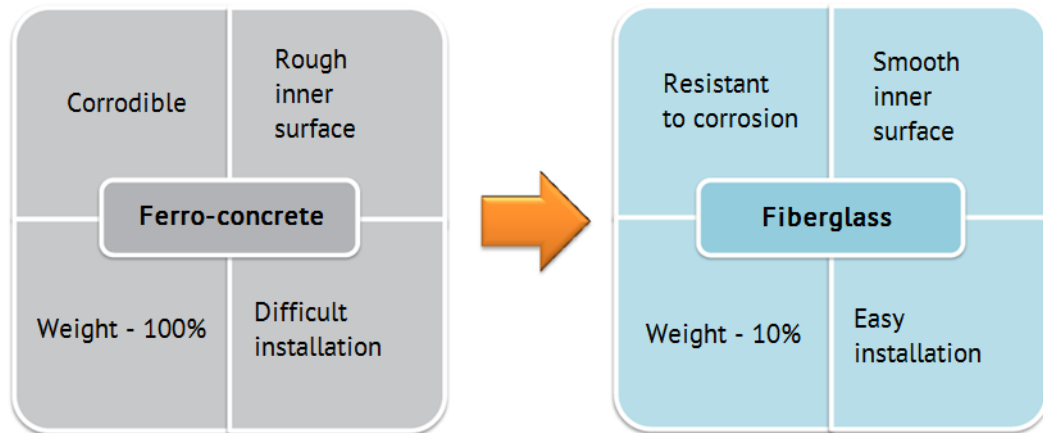 Corrodible
Rough
inner
surface
Ferro-concrete
Weight - 100%
Difficult
installation
Resistant
to corrosion
Smooth
inner
surface
Fiberglass
Weight - 10%
Easy
installation